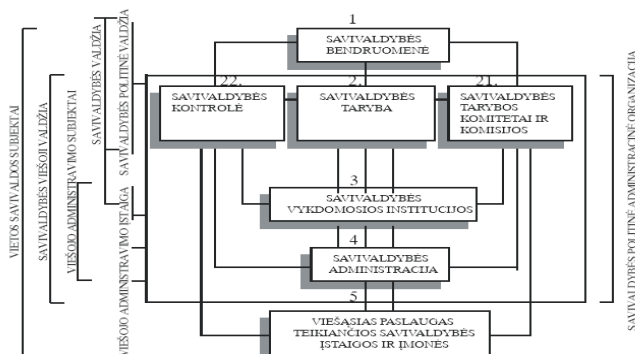 1
SAVIVALDYBĖS
BENDRUOMENĖ
22.
SAVIVALDYBĖS
KONTROLĖ
2.
SAVIVALDYBĖS
TARYBA
21.
SAVIVALDYBĖS
TARYBOS
KOMITETAI IR
KOMISIJOS
3
SAVIVALDYBĖS
VYKDOMOSIOS INSTITUCIJOS
4
SAVIVALDYBĖS
ADMINISTRACIJA
5
VIEŠĄSIAS PASLAUGAS
TEIKIANČIOS SAVIVALDYBĖS
ĮSTAIGOS IR ĮMONĖS
VIETOS SAVIVALDOS SUBJEKTAI
SAVIVALDYBĖS VIEŠOJI VALDŽIA
VIEŠOJO ADMINISTRAVIMO SUBJEKTAI
SAVIVALDYBĖS VALDŽIA
SAVIVALDYBĖS POLITINĖ VALDŽIA
VIEŠOJO ADMINISTRAVIMO ĮSTAIGA
SAVIVALDYBĖS POLITINĖ ADMINISTRACINĖ ORGANIZACIJA